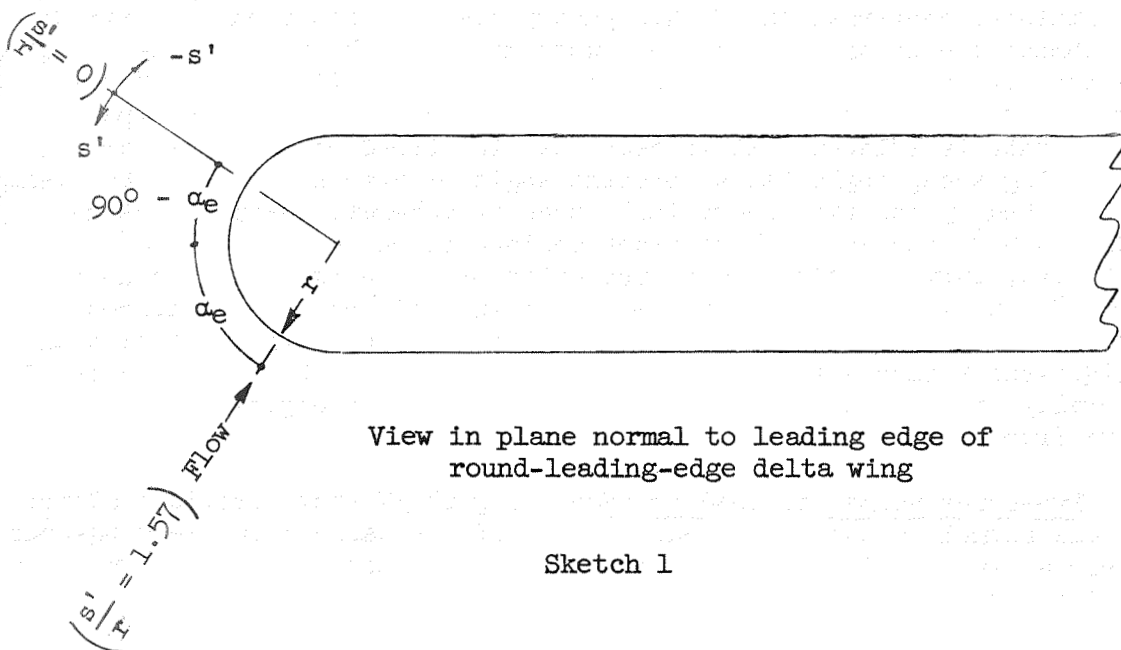 (s'/r = 0)
-s'
s'
90° - αe
αe
r
Flow
(s'/r = 1.57)
View in plane normal to leading edge of
round-leading-edge delta wing
Sketch 1